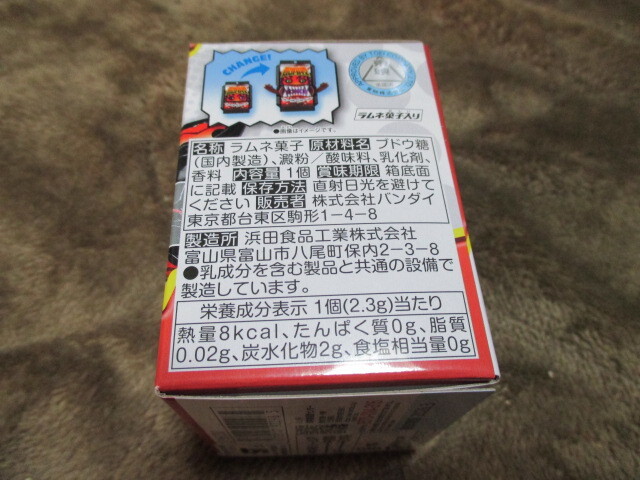 CHANGE!
●画像はイメージです。
ラムネ菓子入り
名称 ラムネ菓子 原材料名 ブドウ糖
(国内製造)、澱粉／酸味料、乳化剤、
香料 内容量 1個 賞味期限 箱底面
に記載 保存方法 直射日光を避けて
ください 販売者 株式会社バンダイ
東京都台東区駒形1-4-8
製造所 浜田食品工業株式会社
富山県富山市八尾町保内2-3-8
●乳成分を含む製品と共通の設備で
製造しています。
栄養成分表示 1個(2.3g)当たり
熱量8kcal、たんぱく質0g、脂質
0.02g、炭水化物2g、食塩相当量0g